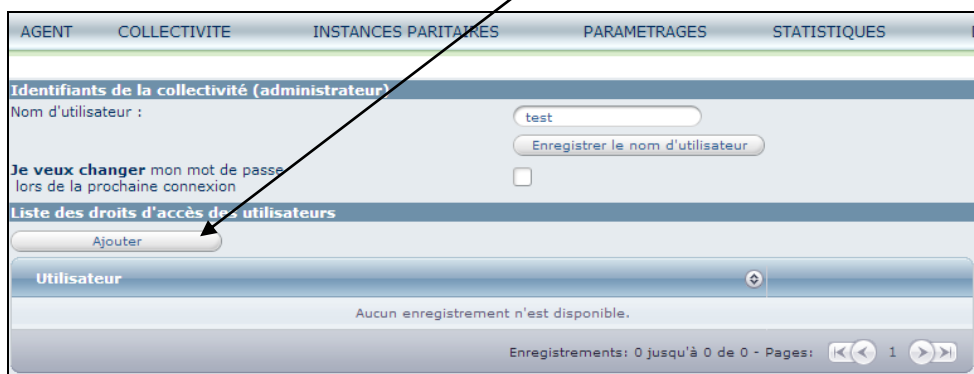 AGENT COLLECTIVITE INSTANCES PARITAIRES PARAMETRAGES STATISTIQUES
Identifiants de la collectivité (administrateur)
Nom d'utilisateur : test
Enregistrer le nom d'utilisateur
Je veux changer mon mot de passe
lors de la prochaine connexion
Liste des droits d'accès des utilisateurs
Ajouter
Utilisateur
Aucun enregistrement n'est disponible.
Enregistrements: 0 jusqu'à 0 de 0 - Pages: 1